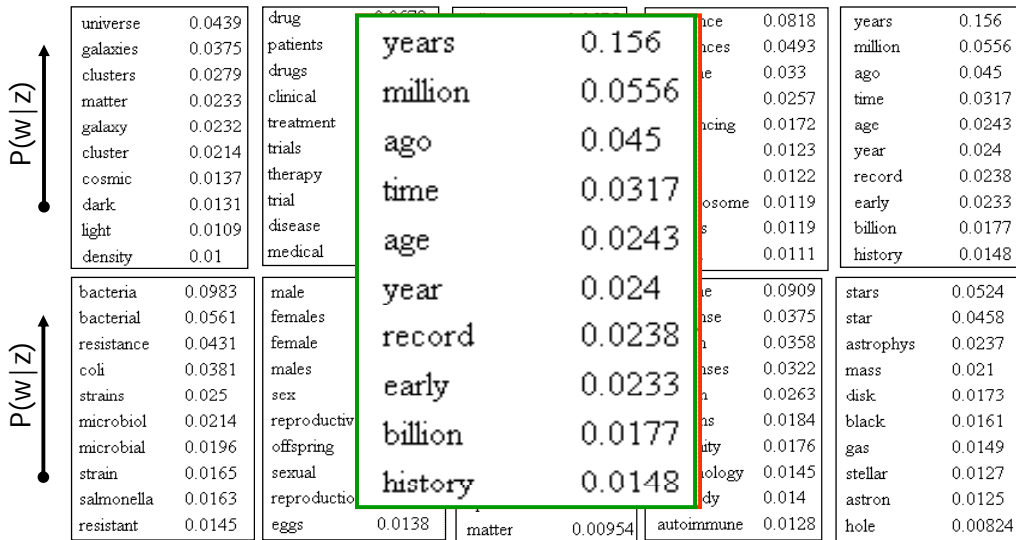 P(w|z)
universe 0.0439
galaxies 0.0375
clusters 0.0279
matter 0.0233
galaxy 0.0232
cluster 0.0214
cosmic 0.0137
dark 0.0131
light 0.0109
density 0.01
drug
patients
drugs
clinical
treatment
trials
therapy
trial
disease
medical
years 0.156
million 0.0556
ago 0.045
time 0.0317
age 0.0243
year 0.024
record 0.0238
early 0.0233
billion 0.0177
history 0.0148
0.0818
0.0493
0.033
0.0257
0.0172
0.0123
0.0122
0.0119
0.0119
0.0111
years 0.156
million 0.0556
ago 0.045
time 0.0317
age 0.0243
year 0.024
record 0.0238
early 0.0233
billion 0.0177
history 0.0148
P(w|z)
bacteria 0.0983
bacterial 0.0561
resistance 0.0431
coli 0.0381
strains 0.025
microbiol 0.0214
microbial 0.0196
strain 0.0165
salmonella 0.0163
resistant 0.0145
male
females
female
males
sex
reproductiv
offspring
sexual
reproductio
eggs 0.0138
matter 0.00954
0.0909
0.0375
0.0358
0.0322
0.0263
0.0184
0.0176
0.0145
0.014
autoimmune 0.0128
stars 0.0524
star 0.0458
astrophys 0.0237
mass 0.021
disk 0.0173
black 0.0161
gas 0.0149
stellar 0.0127
astron 0.0125
hole 0.00824